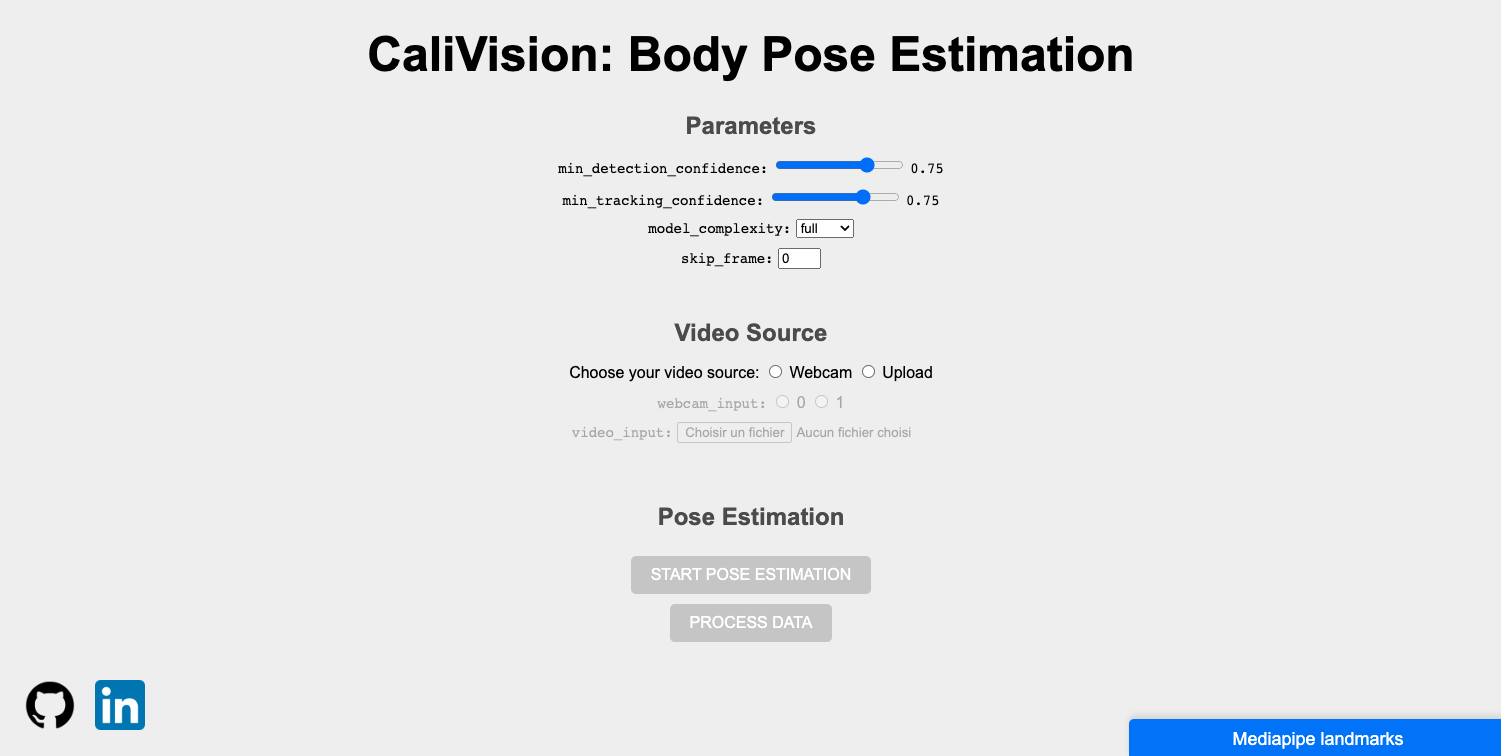 CaliVision: Body Pose Estimation
Parameters
min_detection_confidence: 0.75
min_tracking_confidence: 0.75
model_complexity: full
skip_frame: 0
Video Source
Choose your video source: Webcam Upload
webcam_input: 0 1
video_input: Choisir un fichier Aucun fichier choisi
Pose Estimation
START POSE ESTIMATION
PROCESS DATA
in
Mediapipe landmarks